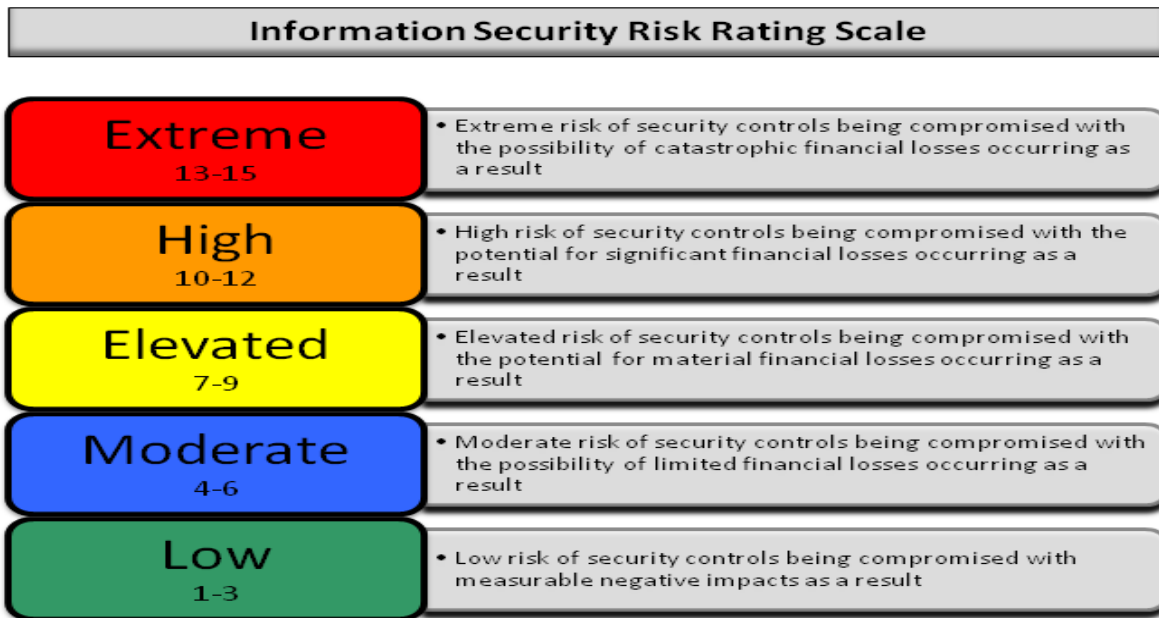 Information Security Risk Rating Scale
Extreme
13-15
• Extreme risk of security controls being compromised with
the possibility of catastrophic financial losses occurring as
a result
High
10-12
• High risk of security controls being compromised with the
potential for significant financial losses occurring as a
result
Elevated
7-9
• Elevated risk of security controls being compromised with
the potential for material financial losses occurring as a
result
Moderate
4-6
• Moderate risk of security controls being compromised with
the possibility of limited financial losses occurring as a
result
Low
1-3
• Low risk of security controls being compromised with
measurable negative impacts as a result